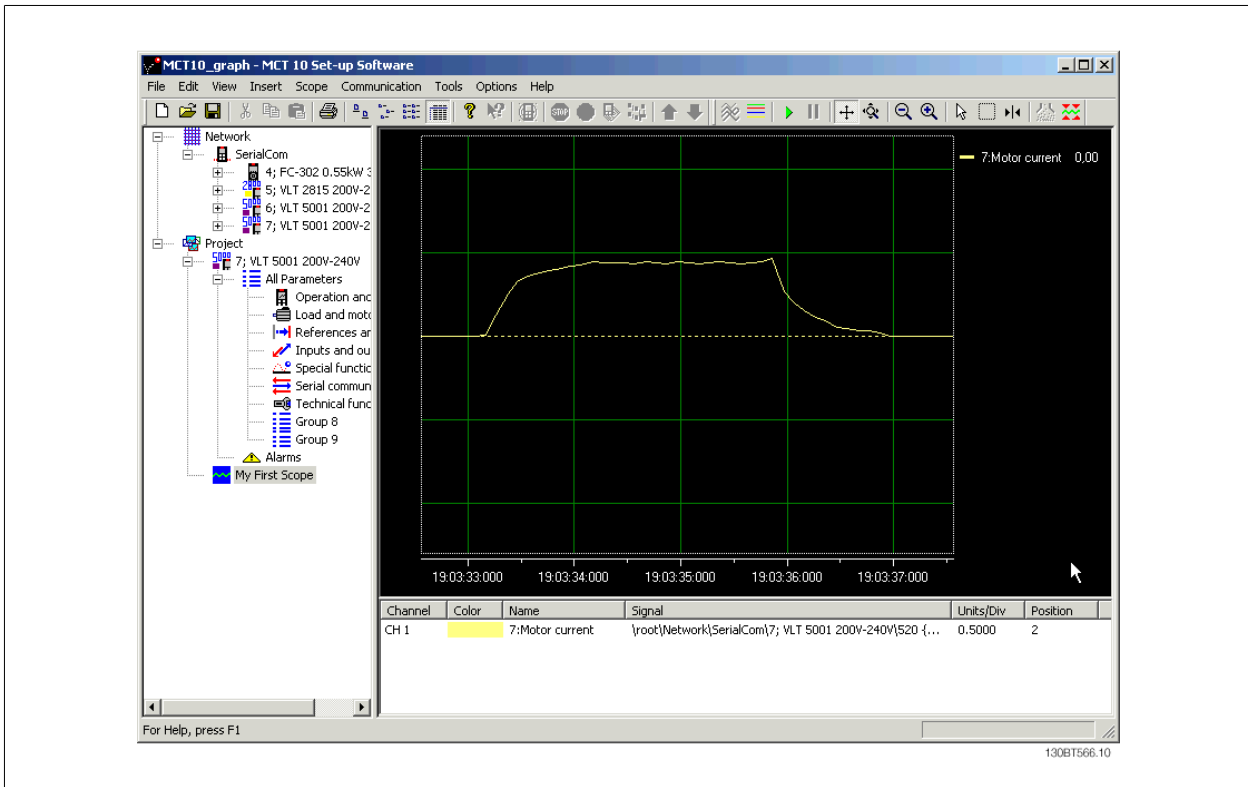 MCT10_graph - MCT 10 Set-up Software
File Edit View Insert Scope Communication Tools Options Help
Network
SerialCom
4; FC-302 0.55kW 3
5; VLT 2815 200V-2
6; VLT 5001 200V-2
7; VLT 5001 200V-2
Project
7; VLT 5001 200V-240V
All Parameters
Operation and
Load and moto
References ar
Inputs and ou
Special functic
Serial commun
Technical func
Group 8
Group 9
Alarms
My First Scope
7:Motor current 0,00
19:03:33:000 19:03:34:000 19:03:35:000 19:03:36:000 19:03:37:000
Channel Color Name Signal Units/Div Position
CH 1 7:Motor current \root\Network\SerialCom\7; VLT 5001 200V-240V\520 {... 0.5000 2
For Help, press F1
130BT566.10